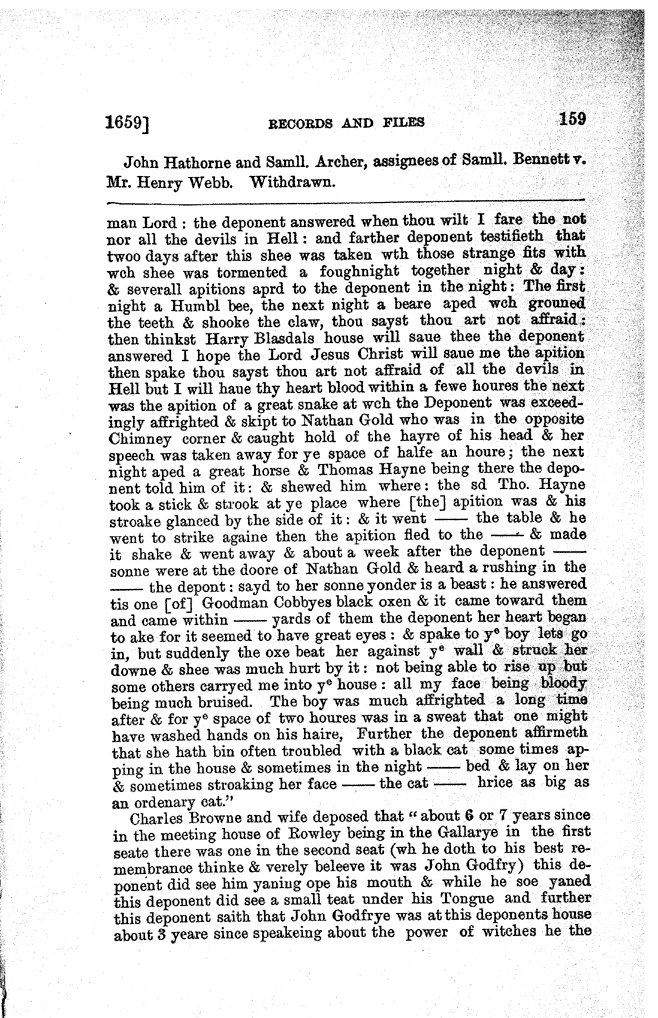 1659] RECORDS AND FILES 159
John Hathorne and Samll. Archer, assignees of Samll. Bennett v.
Mr. Henry Webb. Withdrawn.
man Lord : the deponent answered when thou wilt I fare the not
nor all the devils in Hell : and farther deponent testifieth that
twoo days after this shee was taken wth those strange fits with
wch shee was tormented a foughnight together night & day :
& severall apitions aprd to the deponent in the night : The first
night a Humbl bee, the next night a beare aped wch grouned
the teeth & shooke the claw, thou sayst thou art not affraid :
then thinkst Harry Blasdals house will saue thee the deponent
answered I hope the Lord Jesus Christ will saue me the apition
then spake thou sayst thou art not affraid of all the devils in
Hell but I will haue thy heart blood within a fewe houres the next
was the apition of a great snake at wch the Deponent was exceed-
ingly affrighted & skipt to Nathan Gold who was in the opposite
Chimney corner & caught hold of the hayre of his head & her
speech was taken away for ye space of halfe an houre ; the next
night aped a great horse & Thomas Hayne being there the depo-
nent told him of it : & shewed him where : the sd Tho. Hayne
took a stick & strook at ye place where [the] apition was & his
stroake glanced by the side of it : & it went —— the table & he
went to strike againe then the apition fled to the —— & made
it shake & went away & about a week after the deponent ——
sonne were at the doore of Nathan Gold & heard a rushing in the
—— the depont : sayd to her sonne yonder is a beast : he answered
tis one [of] Goodman Cobbyes black oxen & it came toward them
and came within —— yards of them the deponent her heart began
to ake for it seemed to have great eyes : & spake to yᵉ boy lets go
in, but suddenly the oxe beat her against yᵉ wall & struck her
downe & shee was much hurt by it : not being able to rise up but
some others carryed me into yᵉ house : all my face being bloody
being much bruised. The boy was much affrighted a long time
after & for yᵉ space of two houres was in a sweat that one might
have washed hands on his haire, Further the deponent affirmeth
that she hath bin often troubled with a black cat some times ap-
ping in the house & sometimes in the night —— bed & lay on her
& sometimes stroaking her face —— the cat —— hrice as big as
an ordenary cat."
Charles Browne and wife deposed that "about 6 or 7 years since
in the meeting house of Rowley being in the Gallarye in the first
seate there was one in the second seat (wh he doth to his best re-
membrance thinke & verely beleeve it was John Godfry) this de-
ponent did see him yaning ope his mouth & while he soe yaned
this deponent did see a small teat under his Tongue and further
this deponent saith that John Godfrye was at this deponents house
about 3 yeare since speakeing about the power of witches he the